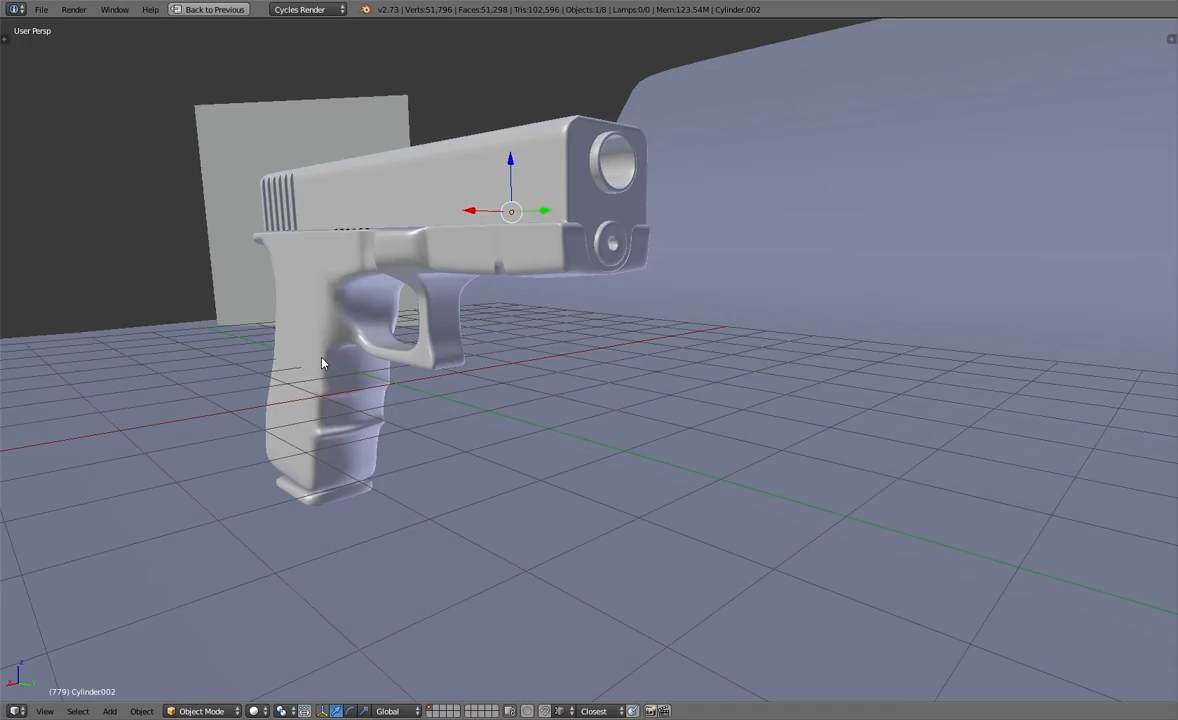 File Render Window Help Back to Previous Cycles Render v2.73 | Verts:51,796 | Faces:51,298 | Tris:102,596 | Objects:1/8 | Lamps:0/0 | Mem:123.54M | Cylinder.002
User Persp
z
x
y
(779) Cylinder.002
View Select Add Object Object Mode Global Closest